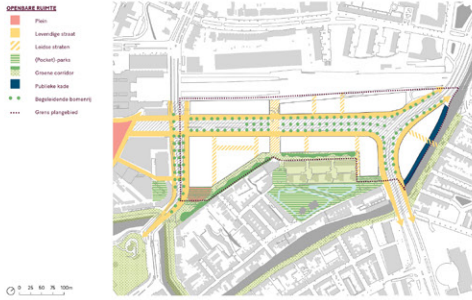 OPENBARE RUIMTE
Plein
Levendige straat
Leidse straten
(Pocket)-parks
Groene corridor
Publieke kade
Begeleidende bomenrij
Grens plangebied
0 25 50 75 100m